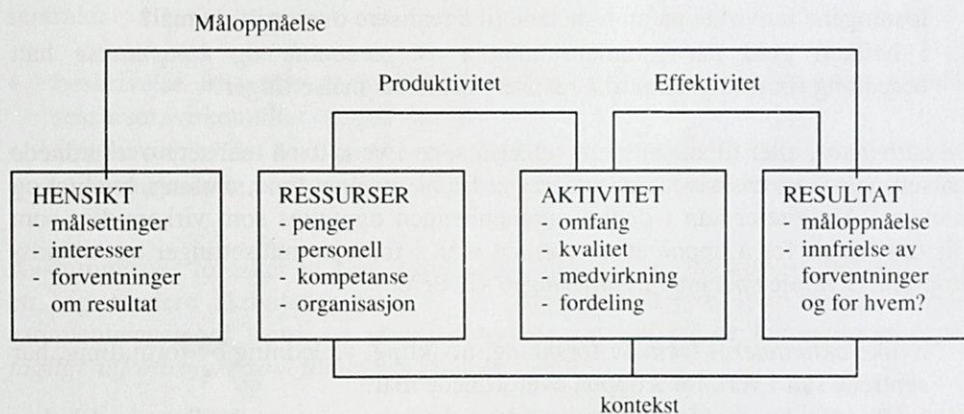 Måloppnåelse
Produktivitet
Effektivitet
HENSIKT
- målsettinger
- interesser
- forventninger
om resultat
RESSURSER
- penger
- personell
- kompetanse
- organisasjon
AKTIVITET
- omfang
- kvalitet
- medvirkning
- fordeling
RESULTAT
- måloppnåelse
- innfrielse av
forventninger
og for hvem?
kontekst